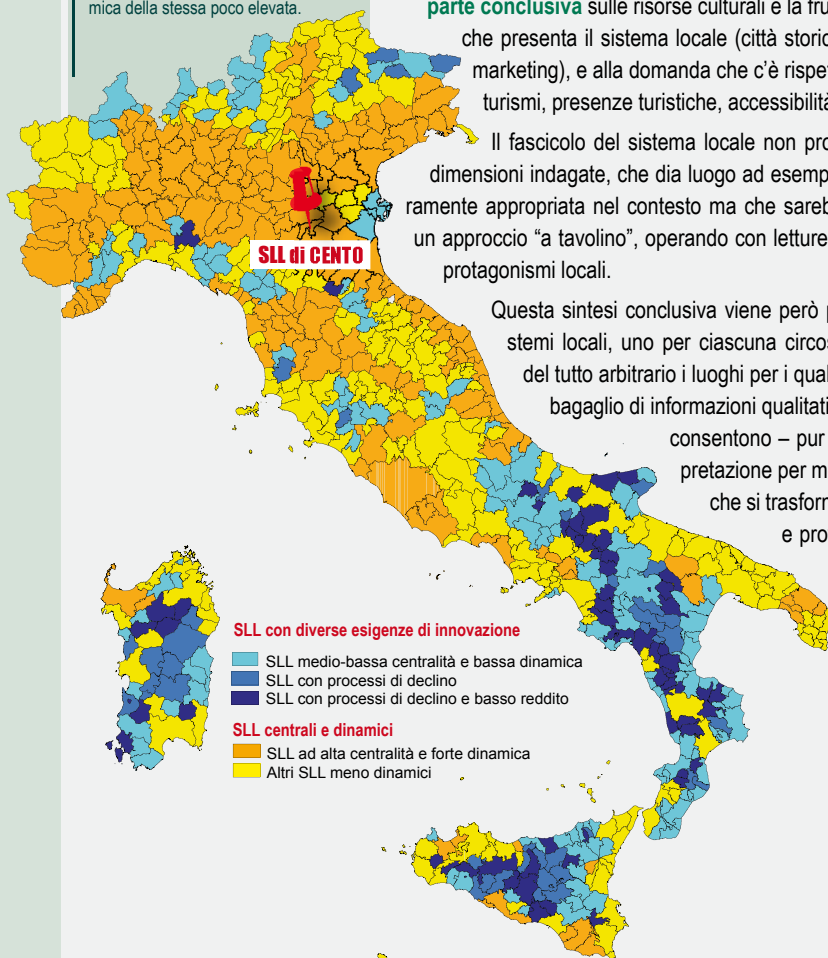 mica della stessa poco elevata.
parte conclusiva sulle risorse culturali e la fru
che presenta il sistema locale (città storic
marketing), e alla domanda che c'è rispet
turismi, presenze turistiche, accessibilità
Il fascicolo del sistema locale non pro
dimensioni indagate, che dia luogo ad esemp
ramente appropriata nel contesto ma che sareb
un approccio "a tavolino", operando con letture
protagonismi locali.
Questa sintesi conclusiva viene però p
stemi locali, uno per ciascuna circos
del tutto arbitrario i luoghi per i qual
bagaglio di informazioni qualitati
consentono – pur
pretazione per m
che si trasform
e pro
SLL di CENTO
SLL con diverse esigenze di innovazione
SLL medio-bassa centralità e bassa dinamica
SLL con processi di declino
SLL con processi di declino e basso reddito
SLL centrali e dinamici
SLL ad alta centralità e forte dinamica
Altri SLL meno dinamici